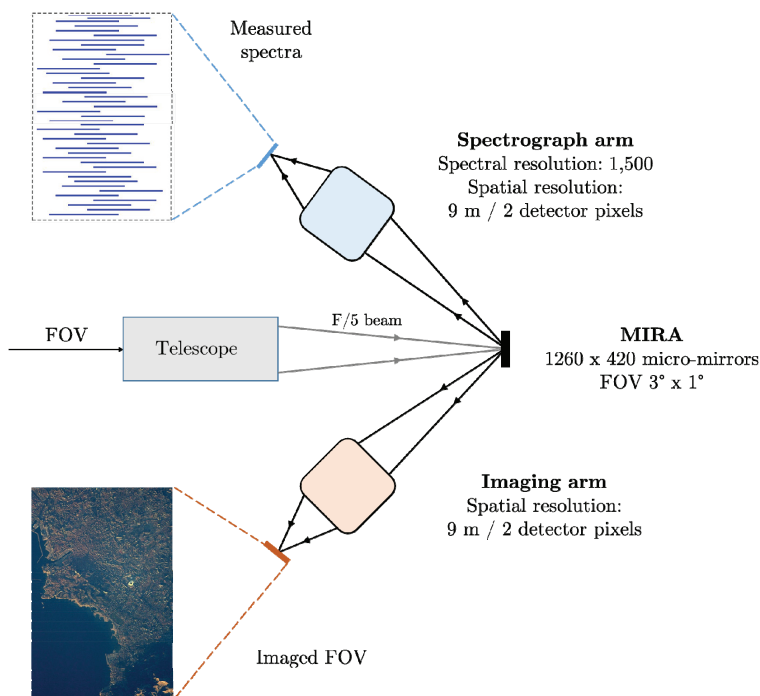 Measured
spectra
Spectrograph arm
Spectral resolution: 1,500
Spatial resolution:
9 m / 2 detector pixels
FOV
Telescope
F/5 beam
MIRA
1260 x 420 micro-mirrors
FOV 3° x 1°
Imaging arm
Spatial resolution:
9 m / 2 detector pixels
Imaged FOV